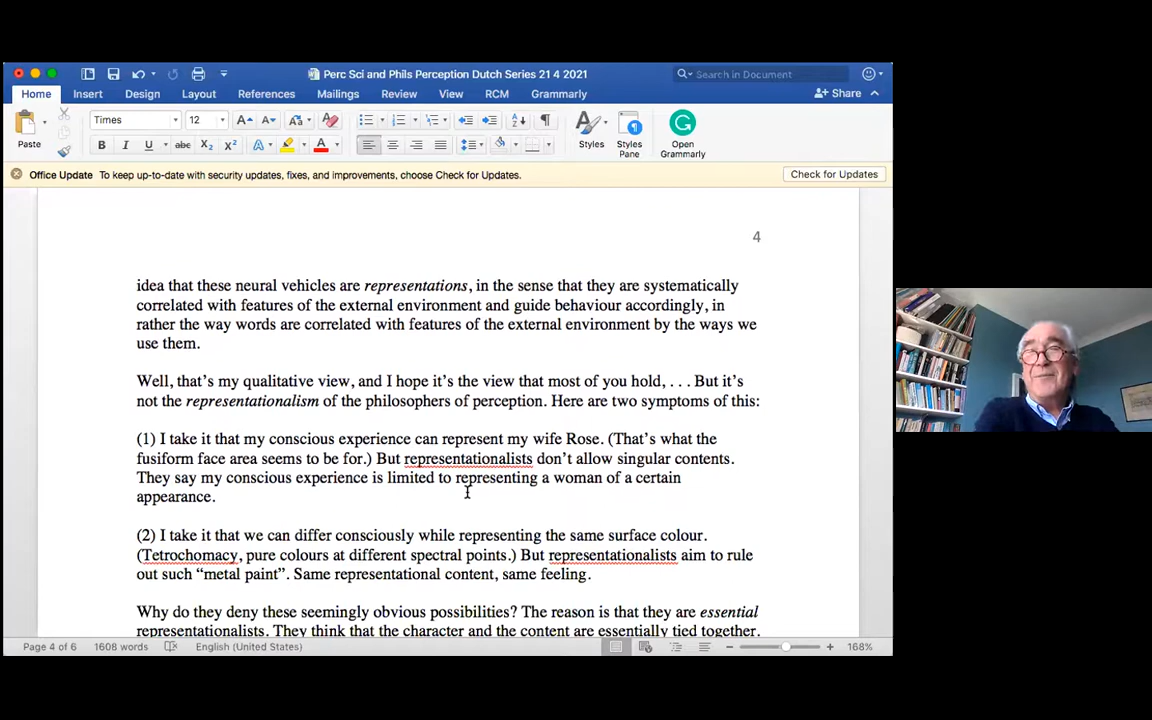 Perc Sci and Phils Perception Dutch Series 21 4 2021
Search in Document
Home Insert Design Layout References Mailings Review View RCM Grammarly
Share
Paste
Times 12
B I U abc X2 X2 A A
Styles Styles Pane Open Grammarly
Office Update To keep up-to-date with security updates, fixes, and improvements, choose Check for Updates.
Check for Updates
4
idea that these neural vehicles are representations, in the sense that they are systematically
correlated with features of the external environment and guide behaviour accordingly, in
rather the way words are correlated with features of the external environment by the ways we
use them.
Well, that's my qualitative view, and I hope it's the view that most of you hold, . . . But it's
not the representationalism of the philosophers of perception. Here are two symptoms of this:
(1) I take it that my conscious experience can represent my wife Rose. (That's what the
fusiform face area seems to be for.) But representationalists don't allow singular contents.
They say my conscious experience is limited to representing a woman of a certain
appearance.
(2) I take it that we can differ consciously while representing the same surface colour.
(Tetrochomacy, pure colours at different spectral points.) But representationalists aim to rule
out such “metal paint”. Same representational content, same feeling.
Why do they deny these seemingly obvious possibilities? The reason is that they are essential
representationalists. They think that the character and the content are essentially tied together.
Page 4 of 6 1608 words English (United States) 168%